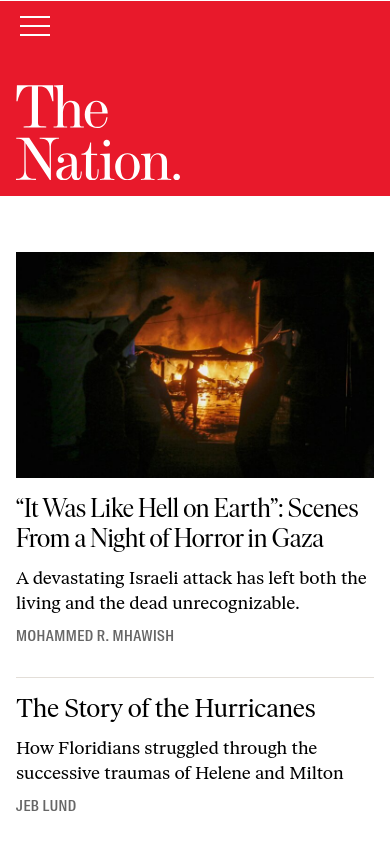 The
Nation.
“It Was Like Hell on Earth”: Scenes
From a Night of Horror in Gaza
A devastating Israeli attack has left both the
living and the dead unrecognizable.
MOHAMMED R. MHAWISH
The Story of the Hurricanes
How Floridians struggled through the
successive traumas of Helene and Milton
JEB LUND